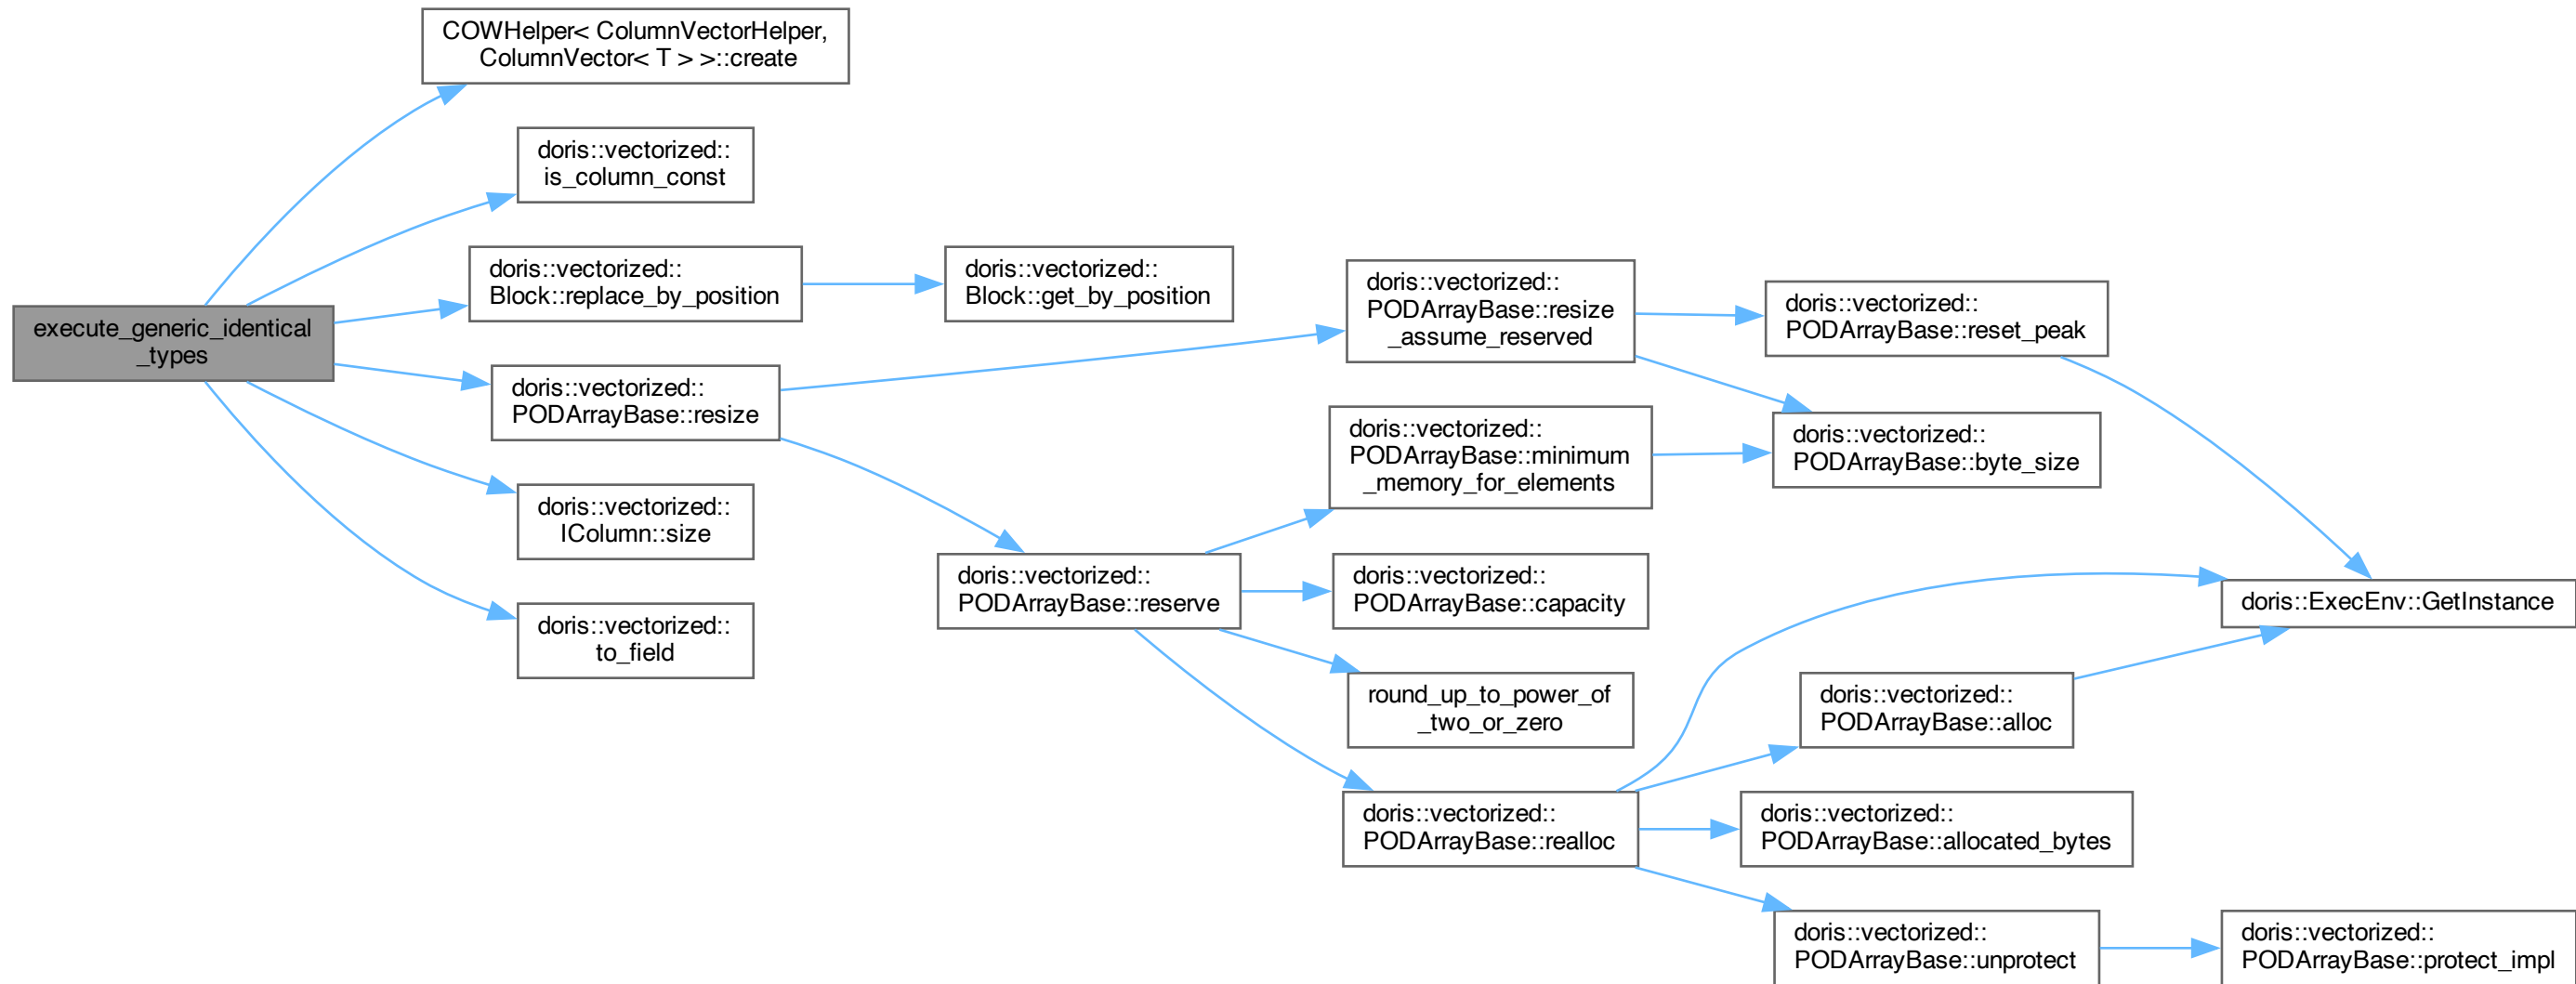 COWHelper< ColumnVectorHelper,
ColumnVector< T > >::create
doris::vectorized::
is_column_const
doris::vectorized::
Block::replace_by_position
doris::vectorized::
Block::get_by_position
execute_generic_identical
_types
doris::vectorized::
PODArrayBase::resize
doris::vectorized::
IColumn::size
doris::vectorized::
to_field
doris::vectorized::
PODArrayBase::resize
_assume_reserved
doris::vectorized::
PODArrayBase::reset_peak
doris::vectorized::
PODArrayBase::minimum
_memory_for_elements
doris::vectorized::
PODArrayBase::byte_size
doris::vectorized::
PODArrayBase::reserve
doris::vectorized::
PODArrayBase::capacity
doris::ExecEnv::GetInstance
round_up_to_power_of
_two_or_zero
doris::vectorized::
PODArrayBase::alloc
doris::vectorized::
PODArrayBase::realloc
doris::vectorized::
PODArrayBase::allocated_bytes
doris::vectorized::
PODArrayBase::unprotect
doris::vectorized::
PODArrayBase::protect_impl